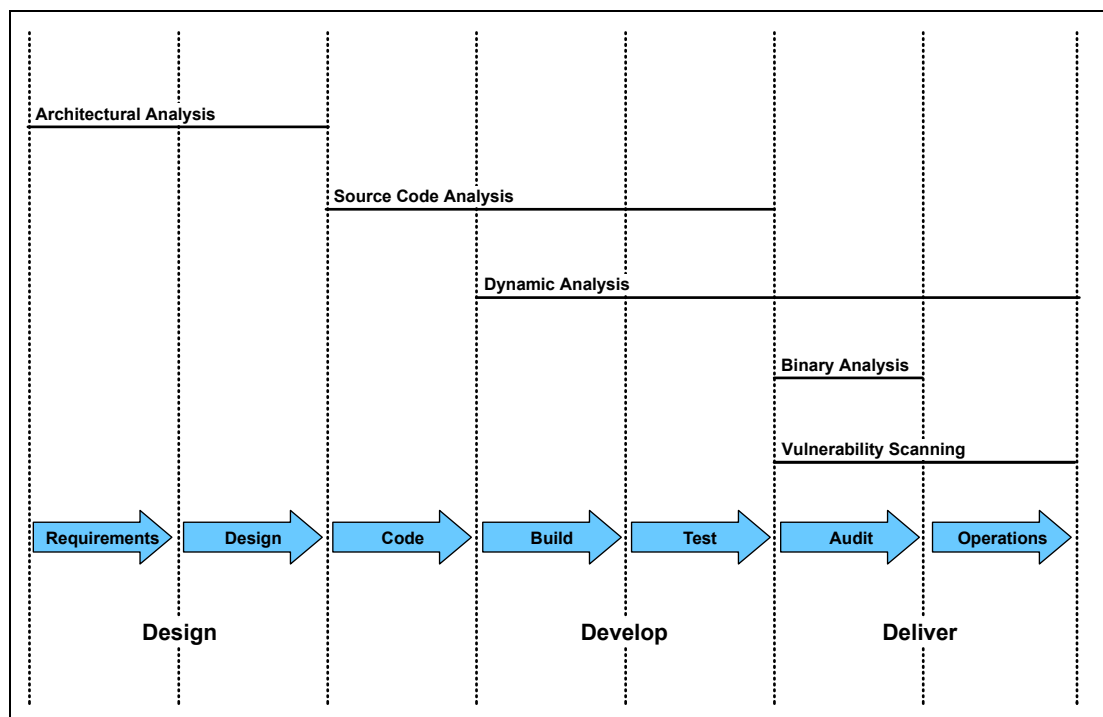 Architectural Analysis
Source Code Analysis
Dynamic Analysis
Binary Analysis
Vulnerability Scanning
Requirements Design Code Build Test Audit Operations
Design Develop Deliver